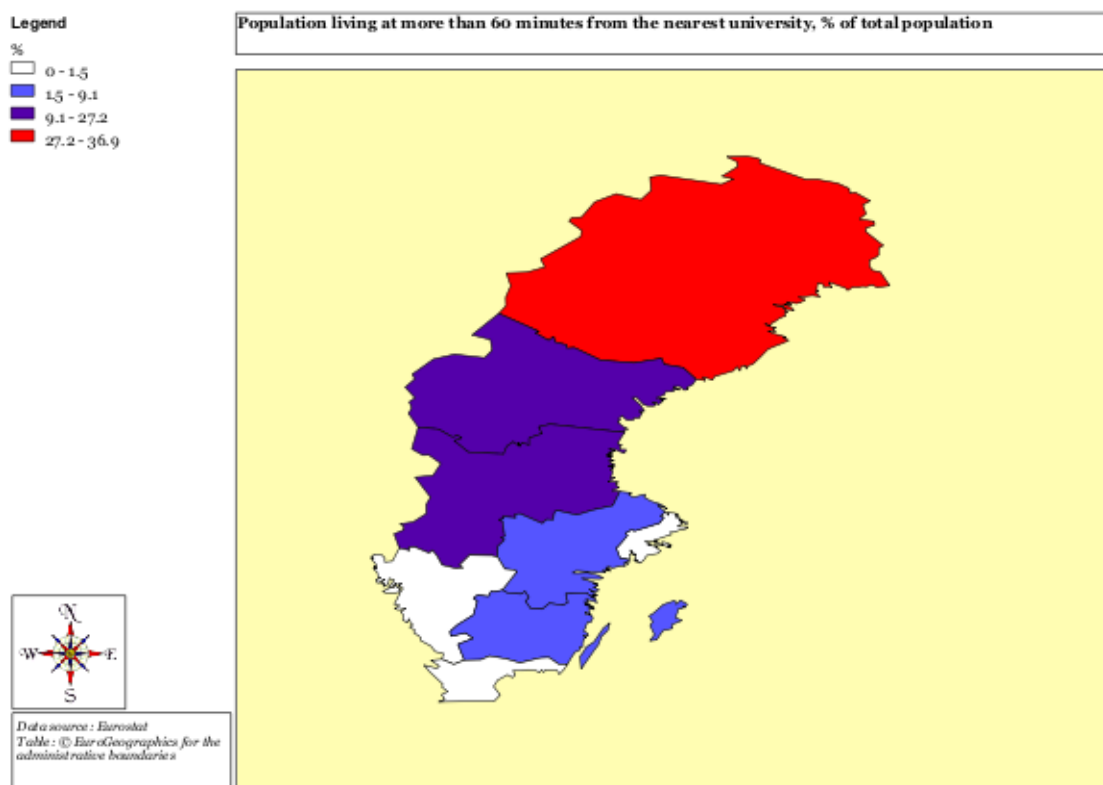 Legend
%
0 - 1.5
1.5 - 9.1
9.1 - 27.2
27.2 - 36.9
Population living at more than 60 minutes from the nearest university, % of total population
N
W E
S
Data source : Eurostat
Table : © EuroGeographics for the
administrative boundaries